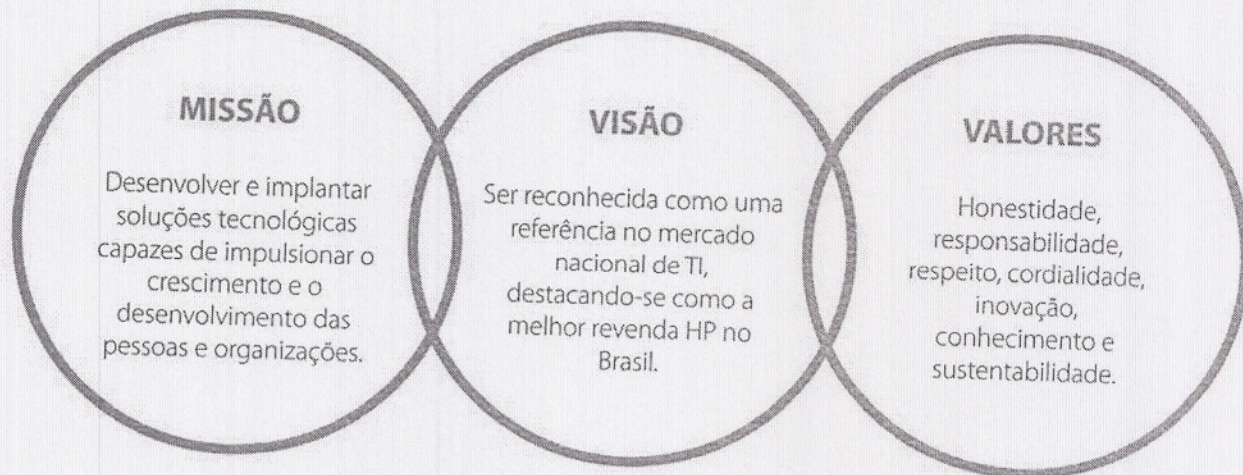 MISSÃO
Desenvolver e implantar
soluções tecnológicas
capazes de impulsionar o
crescimento e o
desenvolvimento das
pessoas e organizações.
VISÃO
Ser reconhecida como uma
referência no mercado
nacional de TI,
destacando-se como a
melhor revenda HP no
Brasil.
VALORES
Honestidade,
responsabilidade,
respeito, cordialidade,
inovação,
conhecimento e
sustentabilidade.